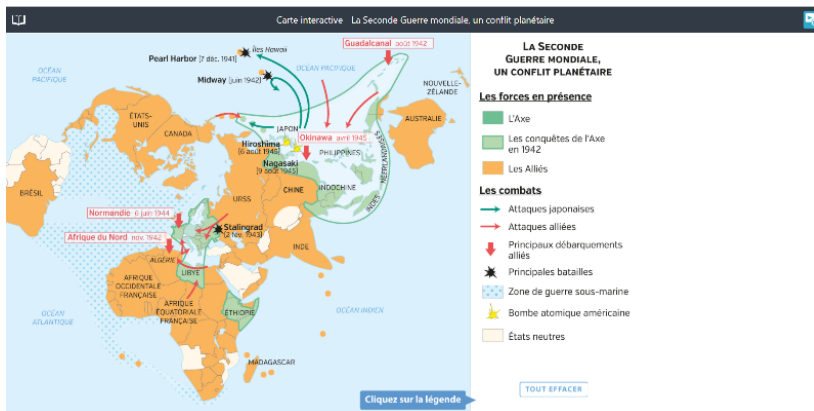 Carte interactive La Seconde Guerre mondiale, un conflit planétaire
Guadalcanal août 1942
Îles Hawaii
Pearl Harbor [7 déc. 1941]
OCÉAN PACIFIQUE
OCÉAN
PACIFIQUE
Midway [juin 1942]
NOUVELLE-
ZÉLANDE
ÉTATS-
UNIS
AUSTRALIE
CANADA
JAPON
Okinawa avril 1945
Hiroshima
[6 août 1945]
PHILIPPINES
Nagasaki
[9 août 1945]
INDES NÉERLANDAISES
BRÉSIL
URSS
CHINE
INDOCHINE
Normandie 6 juin 1944
Stalingrad
[2 fév. 1943]
Afrique du Nord nov. 1942
INDE
ALGÉRIE
LIBYE
AFRIQUE
OCCIDENTALE
FRANÇAISE
AFRIQUE
ÉQUATORIALE
FRANÇAISE
ÉTHIOPIE
OCÉAN
ATLANTIQUE
OCÉAN INDIEN
MADAGASCAR
Cliquez sur la légende
LA SECONDE
GUERRE MONDIALE,
UN CONFLIT PLANÉTAIRE
Les forces en présence
L'Axe
Les conquêtes de l'Axe
en 1942
Les Alliés
Les combats
Attaques japonaises
Attaques alliées
Principaux débarquements
alliés
Principales batailles
Zone de guerre sous-marine
Bombe atomique américaine
États neutres
TOUT EFFACER